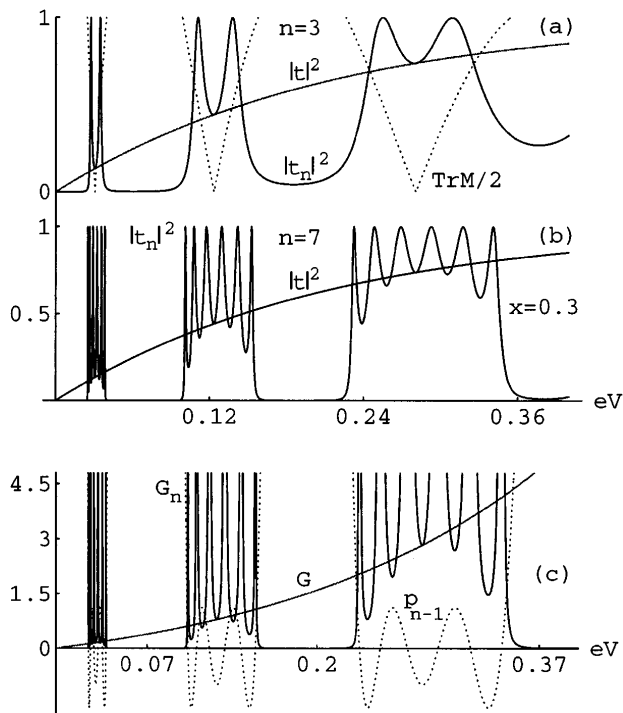 1
n=3
(a)
|t|²
|tₙ|²
TrM/2
0
1
|tₙ|²
n=7
(b)
|t|²
0.5
x=0.3
0
0.12
0.24
0.36
eV
4.5
Gₙ
3
G
(c)
1.5
pₙ₋₁
0
0.07
0.2
0.37
eV